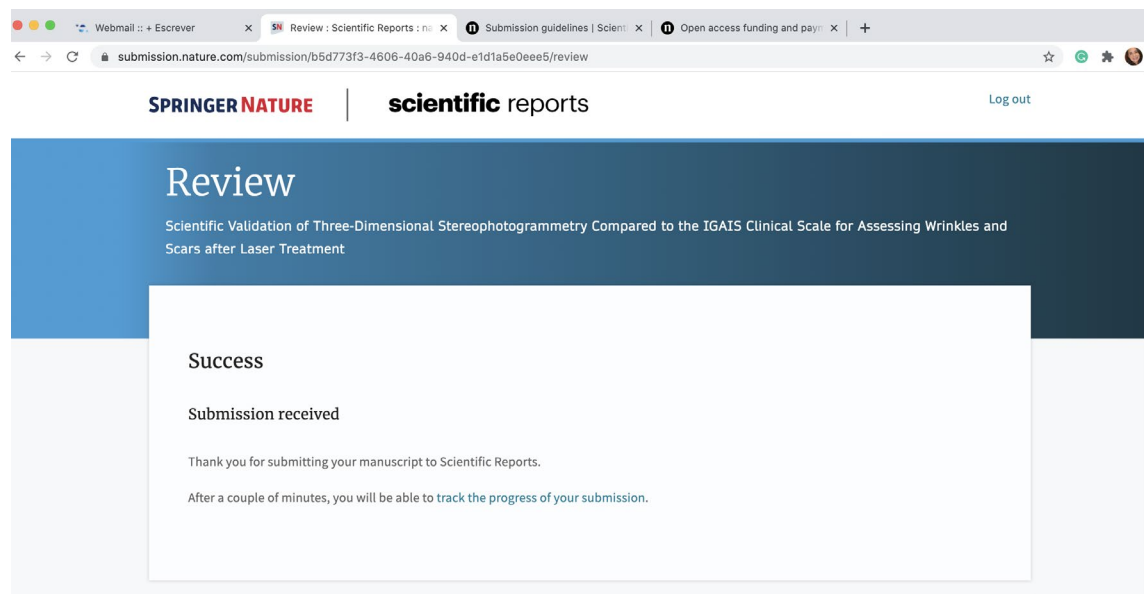 Webmail :: + Escrever
Review : Scientific Reports : na
Submission guidelines | Scienti
Open access funding and paym
submission.nature.com/submission/b5d773f3-4606-40a6-940d-e1d1a5e0eee5/review
SPRINGER NATURE
scientific reports
Log out
Review
Scientific Validation of Three-Dimensional Stereophotogrammetry Compared to the IGAIS Clinical Scale for Assessing Wrinkles and
Scars after Laser Treatment
Success
Submission received
Thank you for submitting your manuscript to Scientific Reports.
After a couple of minutes, you will be able to track the progress of your submission.